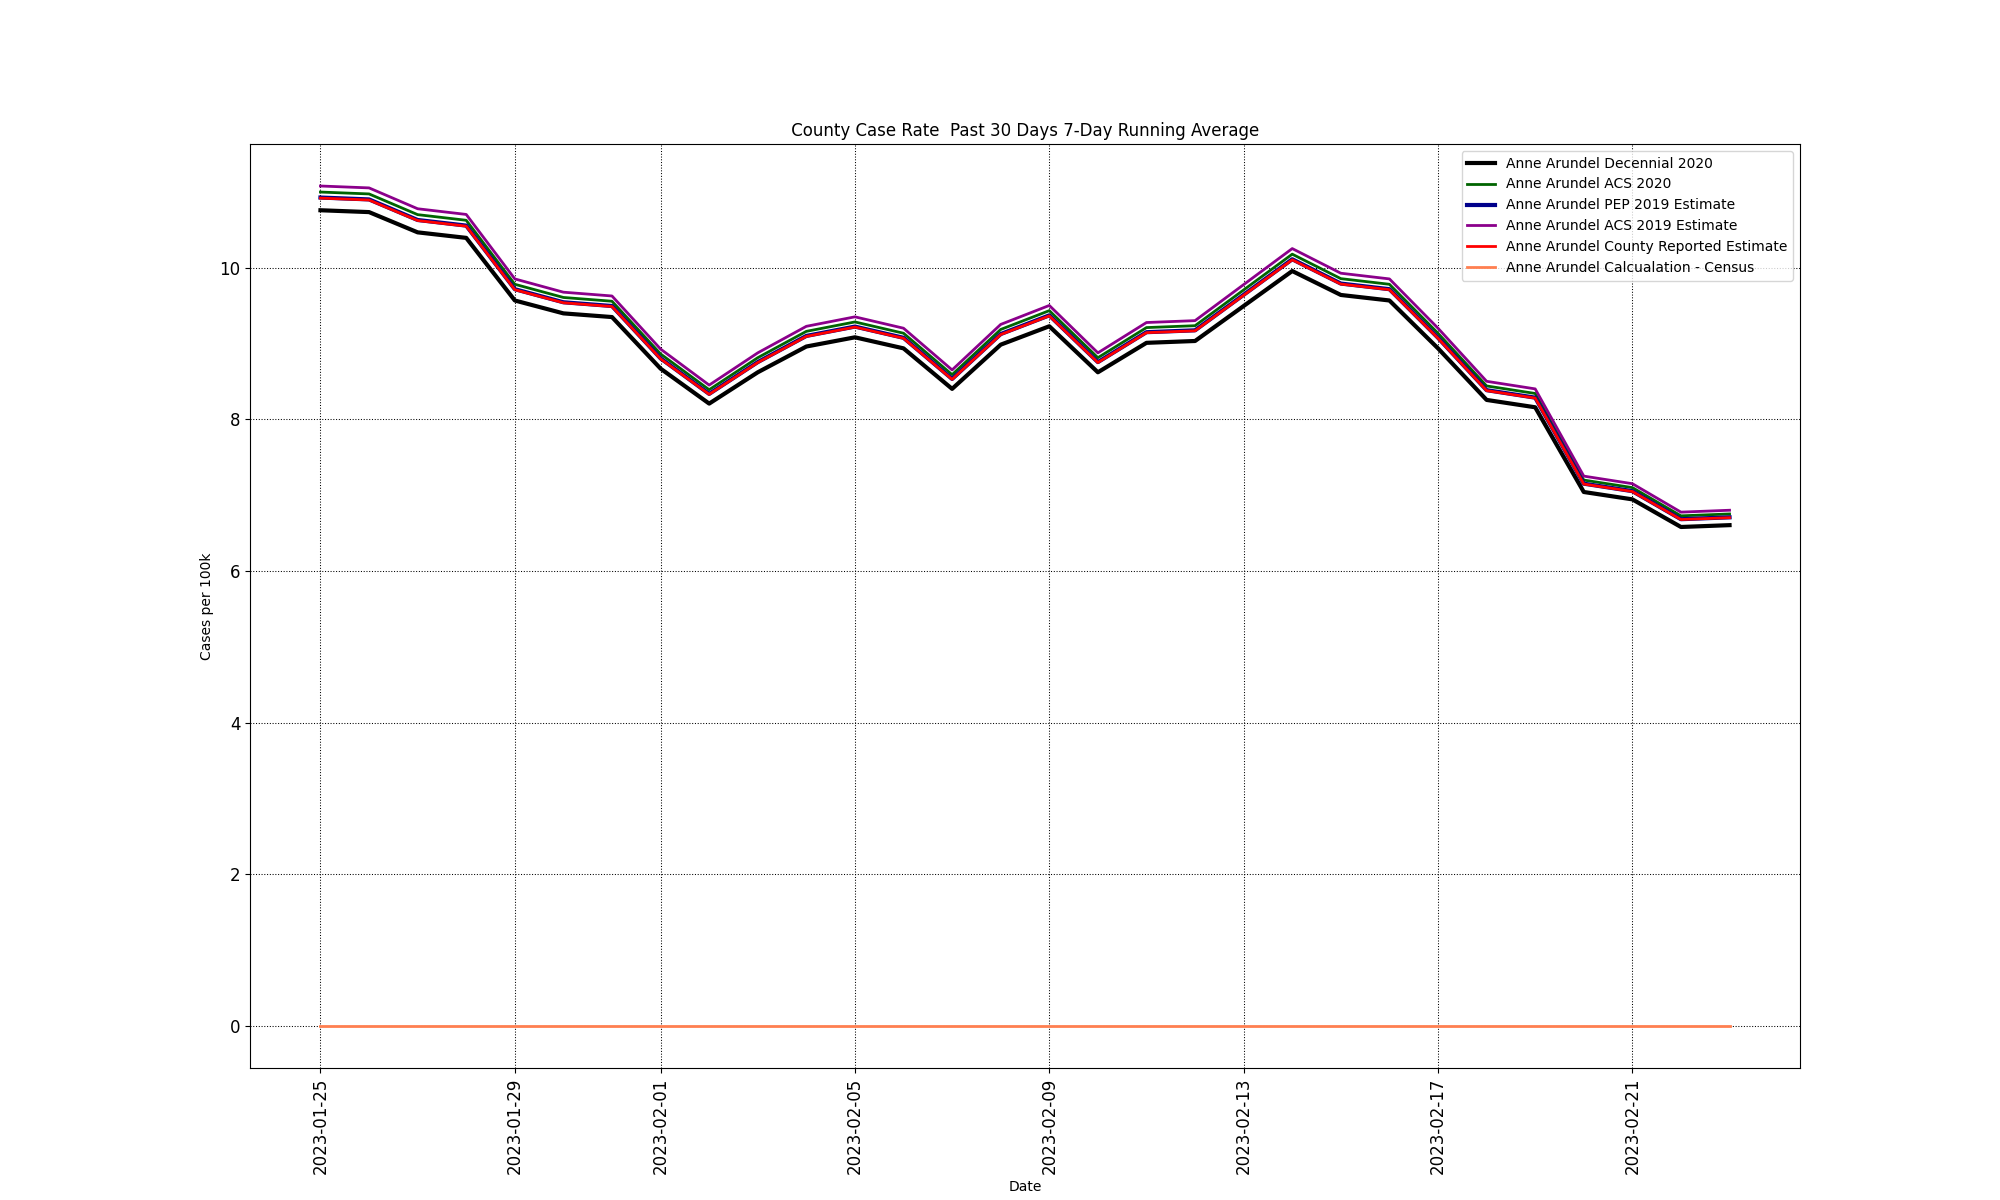 County Case Rate  Past 30 Days 7-Day Running Average
Anne Arundel Decennial 2020
Anne Arundel ACS 2020
Anne Arundel PEP 2019 Estimate
Anne Arundel ACS 2019 Estimate
Anne Arundel County Reported Estimate
Anne Arundel Calcualation - Census
Cases per 100k
10
8
6
4
2
0
2023-01-25
2023-01-29
2023-02-01
2023-02-05
2023-02-09
2023-02-13
2023-02-17
2023-02-21
Date